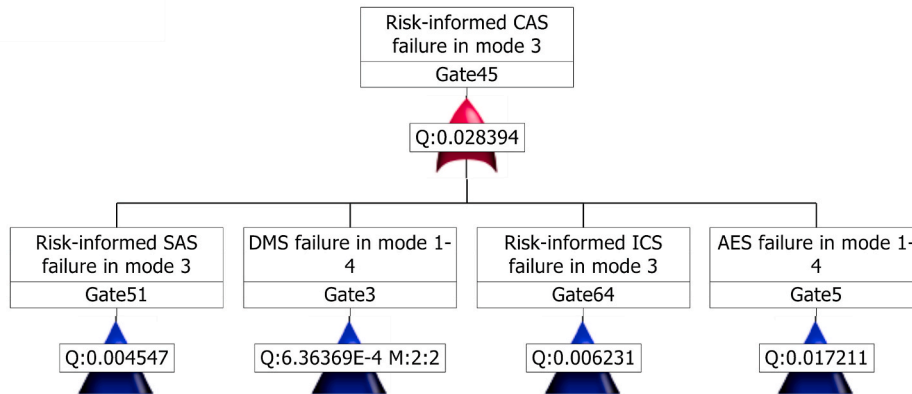 Risk-informed CAS
failure in mode 3
Gate45
Q:0.028394
Risk-informed SAS
failure in mode 3
Gate51
Q:0.004547
DMS failure in mode 1-
4
Gate3
Q:6.36369E-4 M:2:2
Risk-informed ICS
failure in mode 3
Gate64
Q:0.006231
AES failure in mode 1-
4
Gate5
Q:0.017211